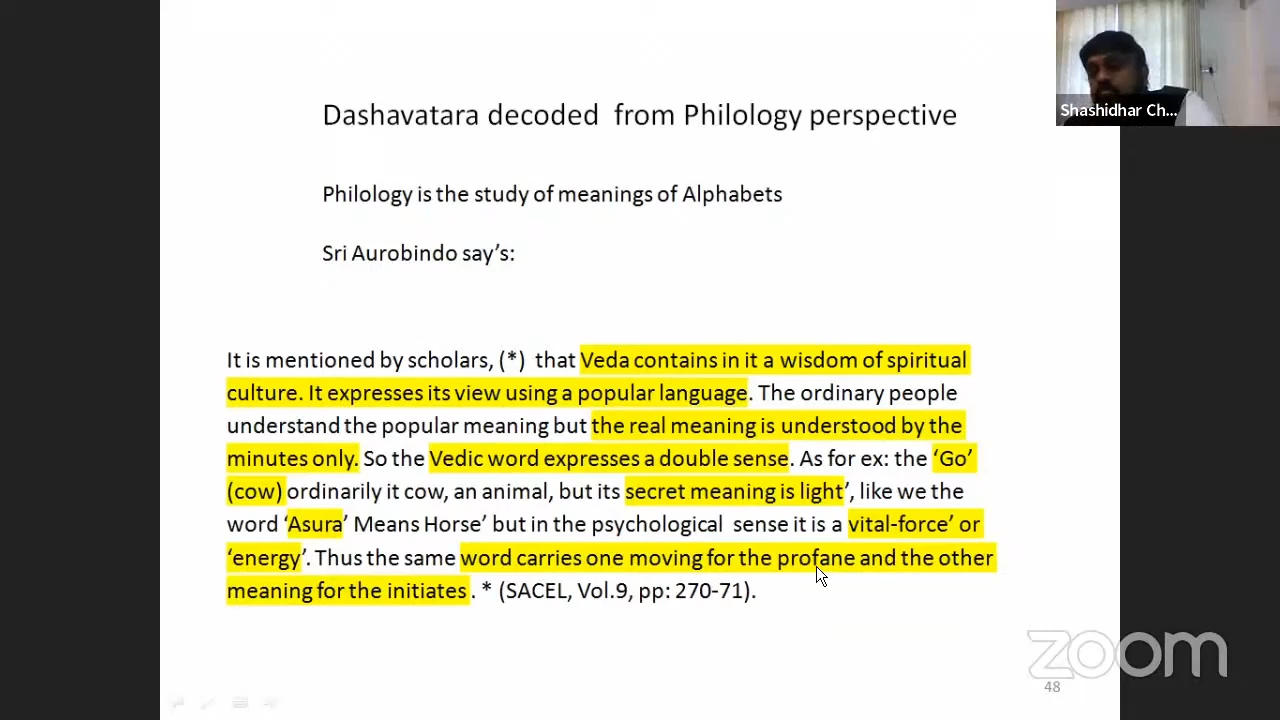 Dashavatara decoded from Philology perspective
Shashidhar Ch...
Philology is the study of meanings of Alphabets
Sri Aurobindo say's:
It is mentioned by scholars, (*) that Veda contains in it a wisdom of spiritual
culture. It expresses its view using a popular language. The ordinary people
understand the popular meaning but the real meaning is understood by the
minutes only. So the Vedic word expresses a double sense. As for ex: the ‘Go’
(cow) ordinarily it cow, an animal, but its secret meaning is light’, like we the
word ‘Asura’ Means Horse’ but in the psychological sense it is a vital-force’ or
‘energy’. Thus the same word carries one moving for the profane and the other
meaning for the initiates. * (SACEL, Vol.9, pp: 270-71).
zoom
48